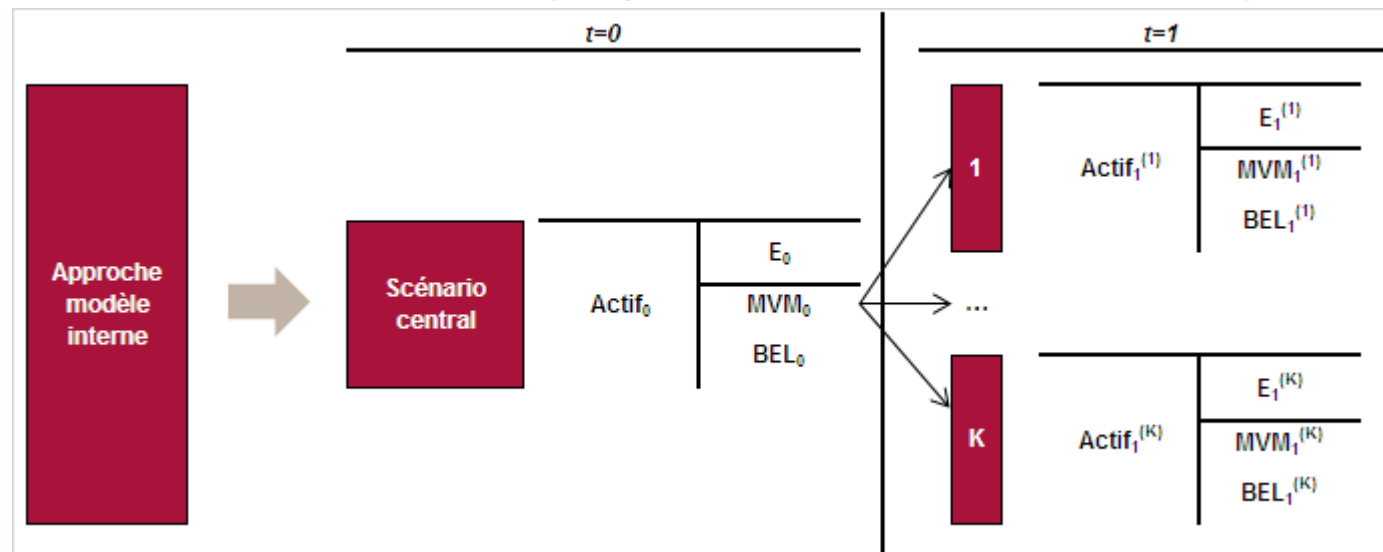 t=0
t=1
Approche
modèle
interne
Scénario
central
Actif₀
E₀
MVM₀
BEL₀
1
Actif₁⁽¹⁾
E₁⁽¹⁾
MVM₁⁽¹⁾
BEL₁⁽¹⁾
...
K
Actif₁⁽ᴷ⁾
E₁⁽ᴷ⁾
MVM₁⁽ᴷ⁾
BEL₁⁽ᴷ⁾